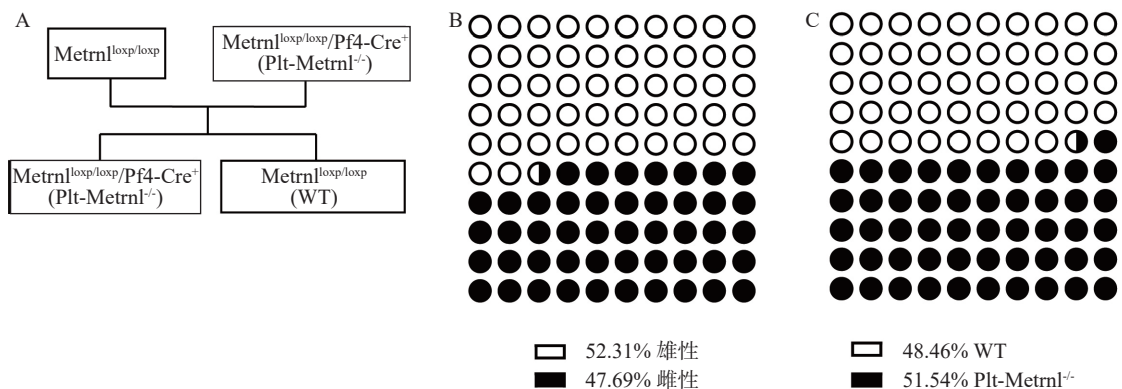 A
Metrnl^loxp/loxp
Metrnl^loxp/loxp/Pf4-Cre⁺
(Plt-Metrnl^-/-)
Metrnl^loxp/loxp/Pf4-Cre⁺
(Plt-Metrnl^-/-)
Metrnl^loxp/loxp
(WT)
B
52.31% 雄性
47.69% 雌性
C
48.46% WT
51.54% Plt-Metrnl^-/-